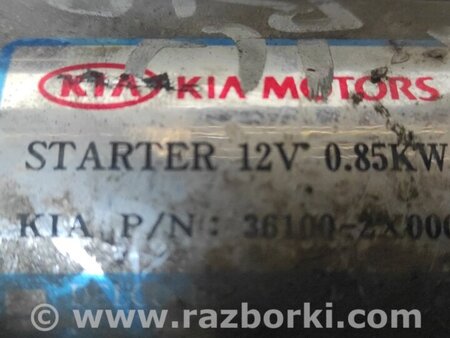 KIA KIA MOTORS
STARTER 12V 0.85KW
KIA P/N: 36100-2X00
© www.razborki.com